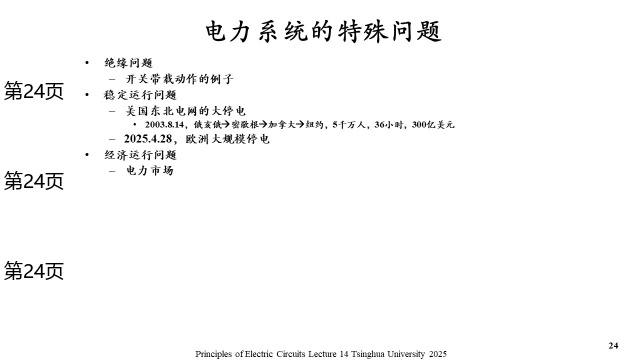 电力系统的特殊问题
• 绝缘问题
– 开关带载动作的例子
第24页
• 稳定运行问题
– 美国东北电网的大停电
• 2003.8.14，俄亥俄→密歇根→加拿大→纽约，5千万人，36小时，300亿美元
– 2025.4.28，欧洲大规模停电
• 经济运行问题
– 电力市场
第24页
第24页
24
Principles of Electric Circuits Lecture 14 Tsinghua University 2025